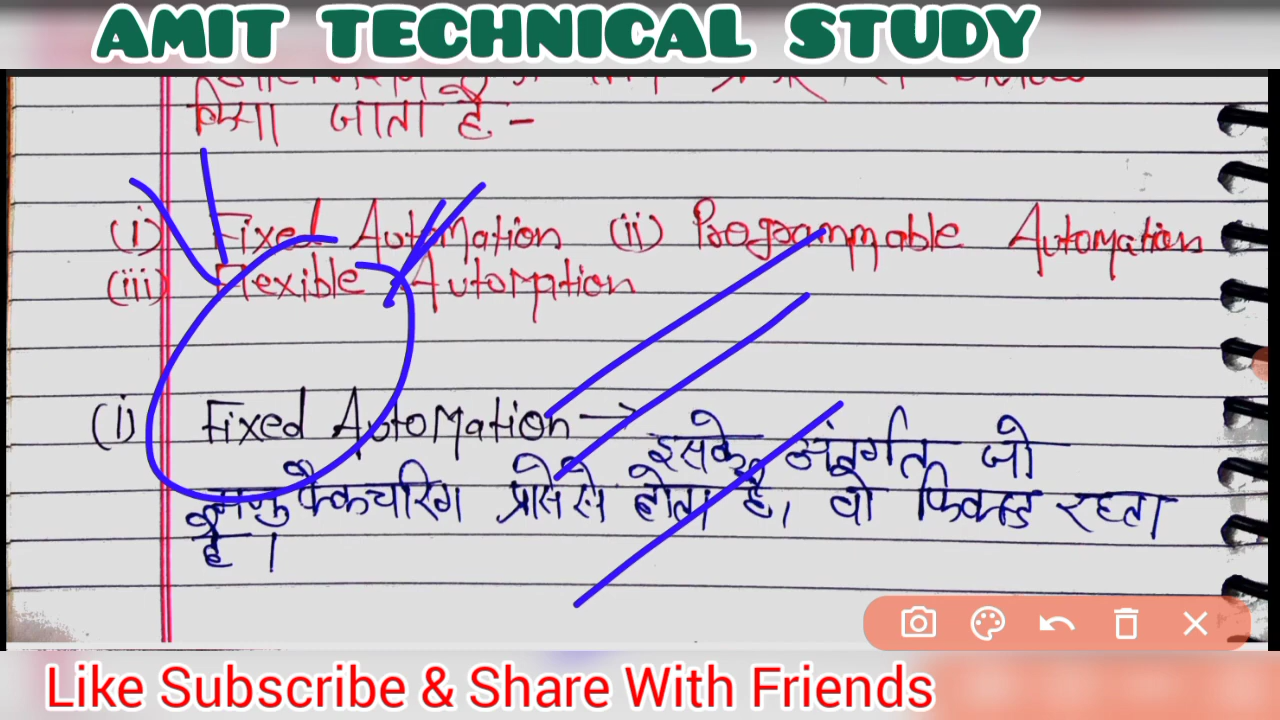 AMIT TECHNICAL STUDY
किया जाता है -
(i) Fixed Automation (ii) Programmable Automation
(iii) Flexible Automation
(i) Fixed Automation → इसके अंतर्गत जो
मैन्युफैक्चरिंग प्रोसेस होता है, वो फिक्स्ड रहता
है।
Like Subscribe & Share With Friends